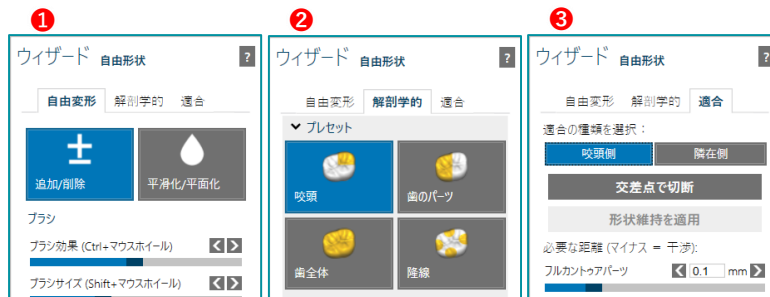 ❶
ウィザード 自由形状 ?
自由変形 解剖学的 適合
追加/削除 平滑化/平面化
ブラシ
ブラシ効果 (Ctrl+マウスホイール)
ブラシサイズ (Shift+マウスホイール)
❷
ウィザード 自由形状 ?
自由変形 解剖学的 適合
プレセット
咬頭 歯のパーツ
歯全体 隆線
❸
ウィザード 自由形状 ?
自由変形 解剖学的 適合
適合の種類を選択：
咬頭側 隣在側
交差点で切断
形状維持を適用
必要な距離 (マイナス = 干渉):
フルカントゥアパーツ 0.1 mm